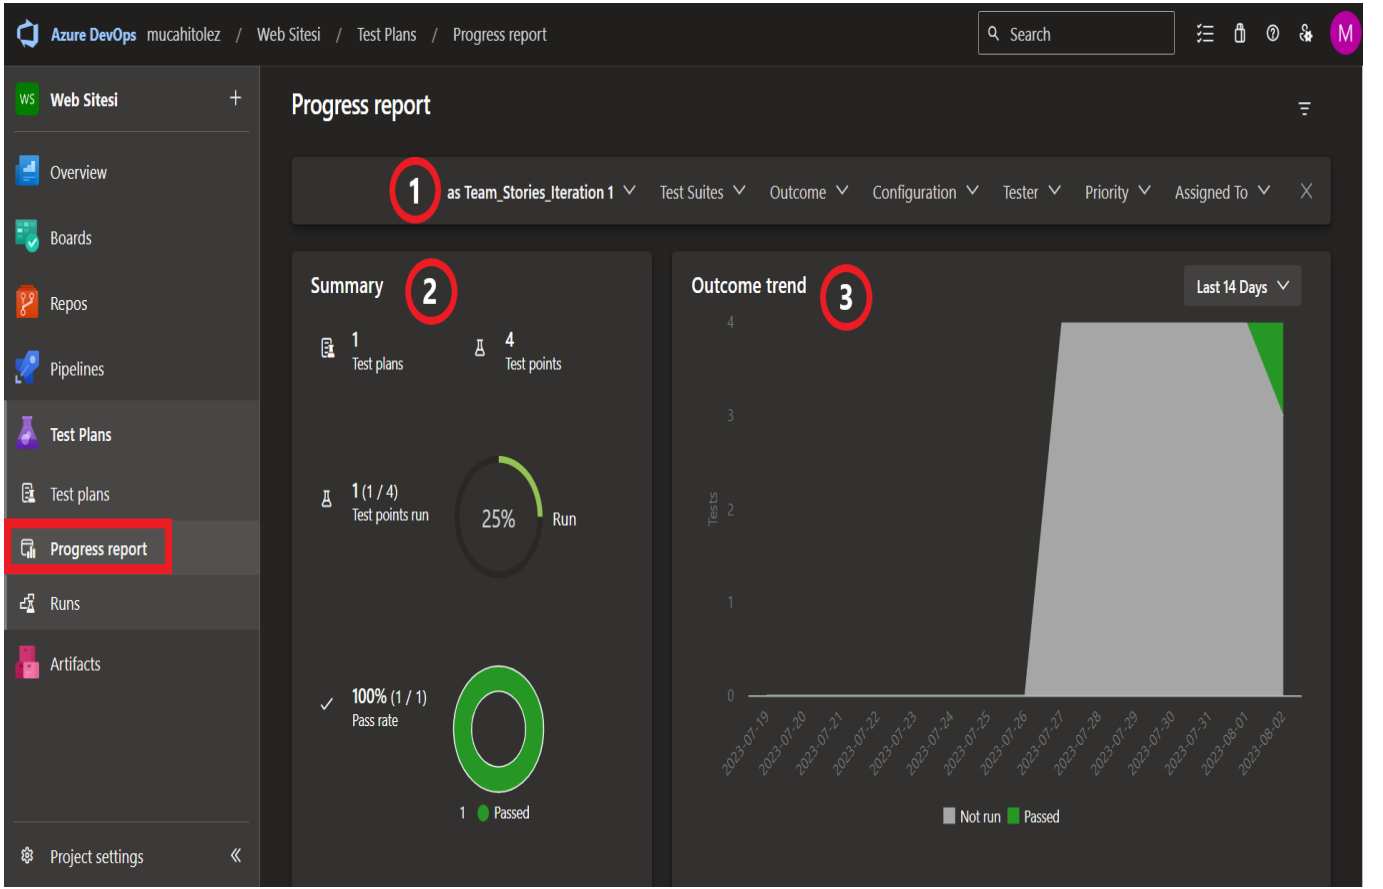 Azure DevOps mucahitolez / Web Sitesi / Test Plans / Progress report
Search
M
WS Web Sitesi +
Overview
Boards
Repos
Pipelines
Test Plans
Test plans
Progress report
Runs
Artifacts
Project settings
Progress report
1 as Team_Stories_Iteration 1 Test Suites Outcome Configuration Tester Priority Assigned To
Summary 2
1
Test plans
4
Test points
1 (1 / 4)
Test points run
25%
Run
100% (1 / 1)
Pass rate
1 Passed
Outcome trend 3
Last 14 Days
4
3
2
1
0
Tests
2023-07-19 2023-07-20 2023-07-21 2023-07-22 2023-07-23 2023-07-24 2023-07-25 2023-07-26 2023-07-27 2023-07-28 2023-07-29 2023-07-30 2023-07-31 2023-08-01 2023-08-02
Not run Passed